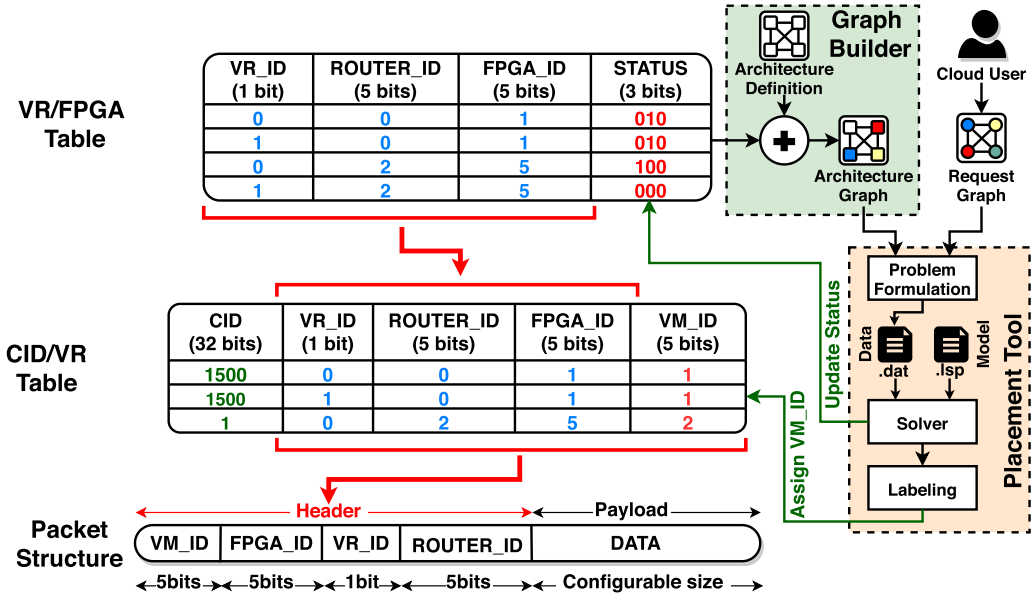 VR/FPGA
Table
VR_ID ROUTER_ID FPGA_ID STATUS
(1 bit) (5 bits) (5 bits) (3 bits)
0 0 1 010
1 0 1 010
0 2 5 100
1 2 5 000
Graph
Builder
Architecture
Definition
Architecture
Graph
Cloud User
Request
Graph
CID/VR
Table
CID VR_ID ROUTER_ID FPGA_ID VM_ID
(32 bits) (1 bit) (5 bits) (5 bits) (5 bits)
1500 0 0 1 1
1500 1 0 1 1
1 0 2 5 2
Update Status
Assign VM_ID
Problem
Formulation
Data
.dat
.lsp
Model
Solver
Labeling
Placement Tool
Packet
Structure
Header Payload
VM_ID FPGA_ID VR_ID ROUTER_ID DATA
5bits 5bits 1bit 5bits Configurable size